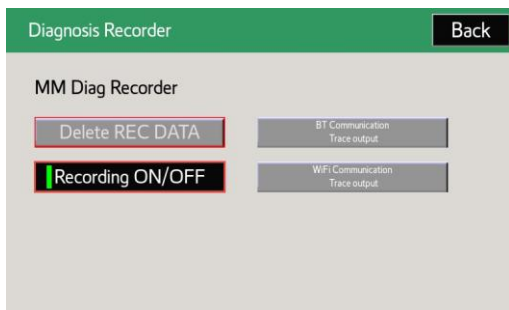 Diagnosis Recorder
Back
MM Diag Recorder
Delete REC DATA
BT Communication
Trace output
Recording ON/OFF
WiFi Communication
Trace output